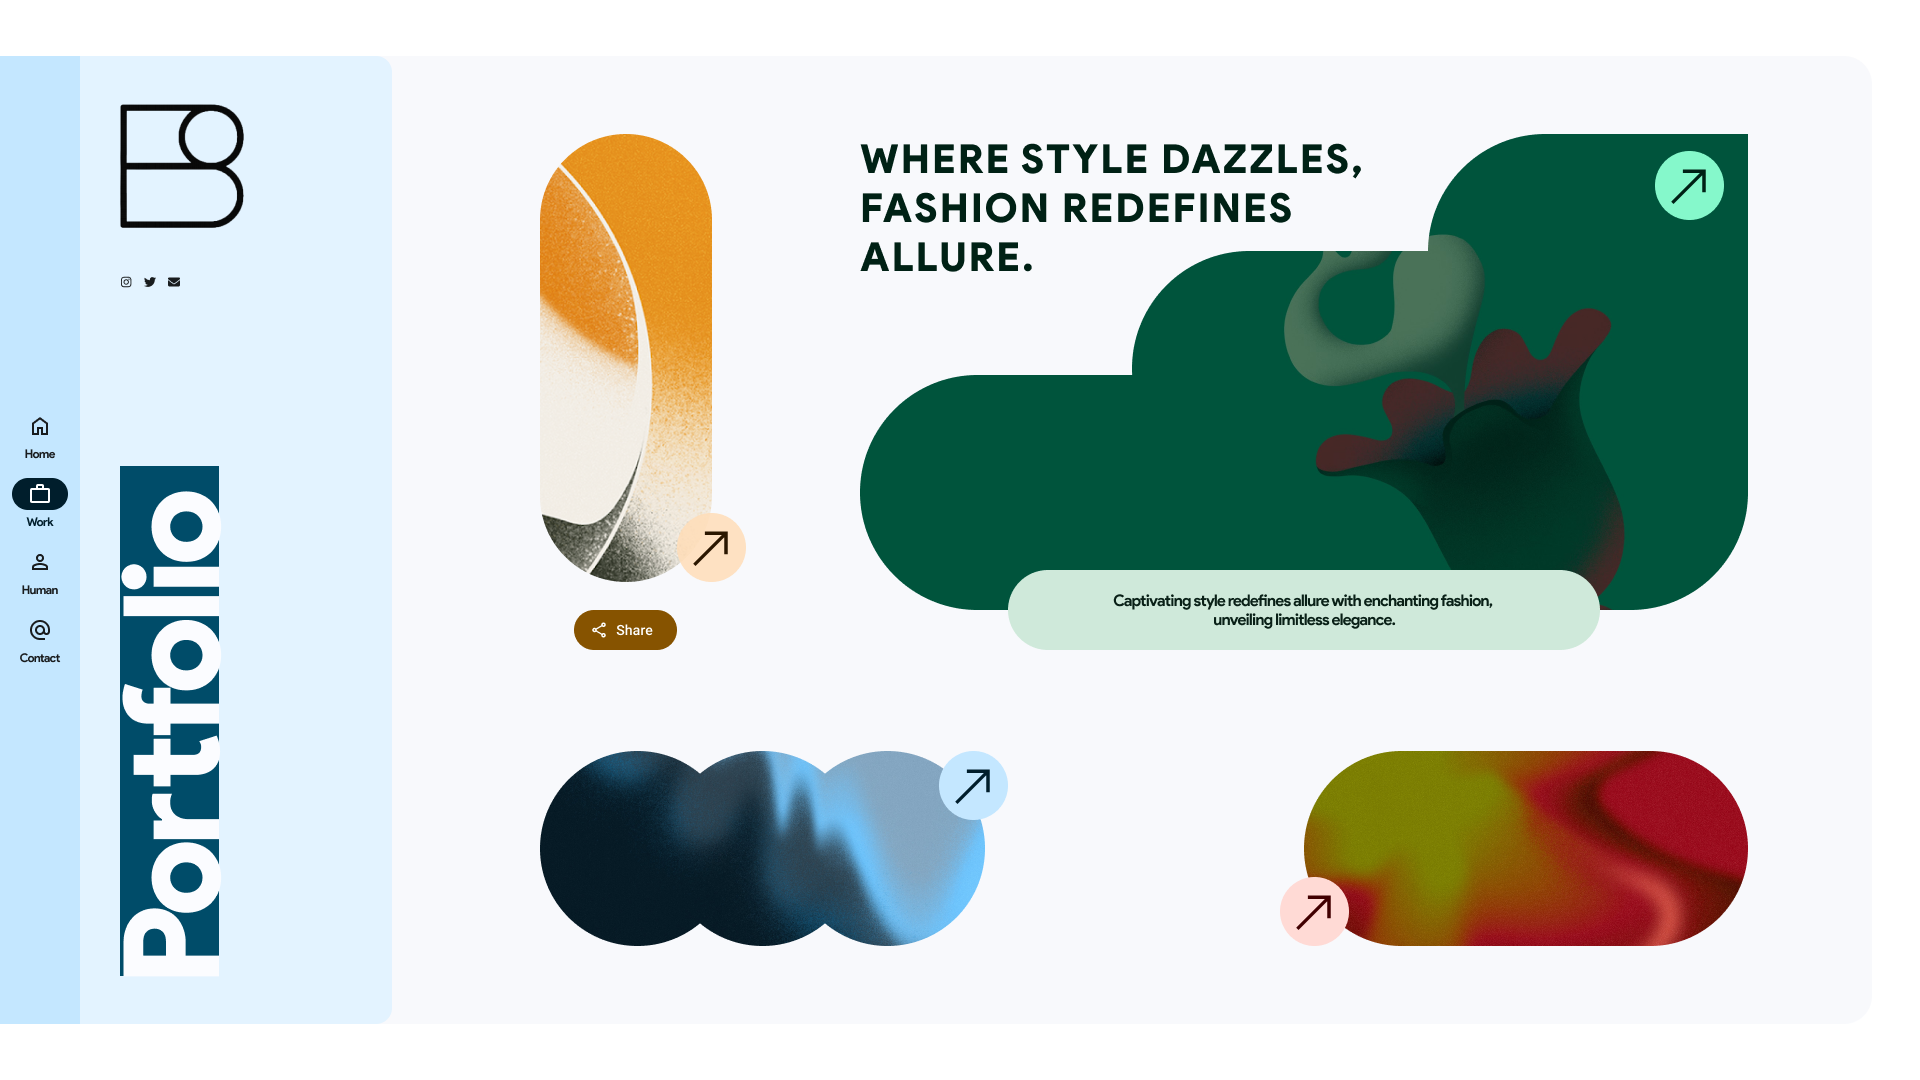 Home
Work
Human
Contact
Portfolio
WHERE STYLE DAZZLES,
FASHION REDEFINES
ALLURE.
Share
Captivating style redefines allure with enchanting fashion,
unveiling limitless elegance.